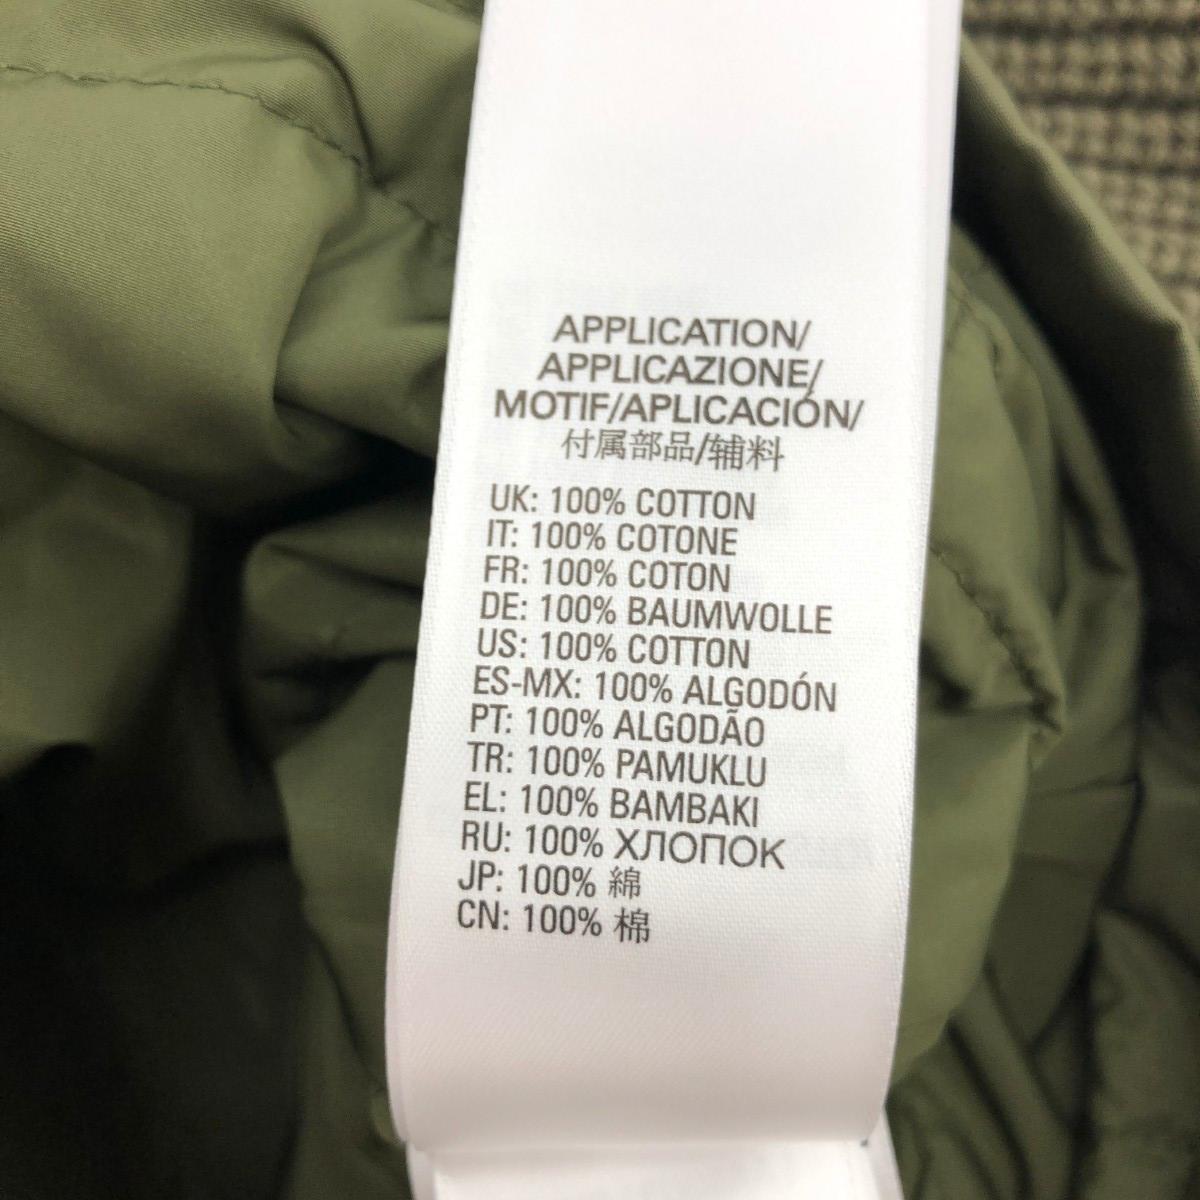 APPLICATION/
APPLICAZIONE/
MOTIF/APLICACIÓN/
付属部品/辅料
UK: 100% COTTON
IT: 100% COTONE
FR: 100% COTON
DE: 100% BAUMWOLLE
US: 100% COTTON
ES-MX: 100% ALGODÓN
PT: 100% ALGODÃO
TR: 100% PAMUKLU
EL: 100% BAMBAKI
RU: 100% ХЛОПОК
JP: 100% 綿
CN: 100% 棉